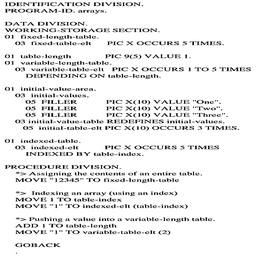 IDENTIFICATION DIVISION.
PROGRAM-ID. arrays.
DATA DIVISION.
WORKING-STORAGE SECTION.
01 fixed-length-table.
03 fixed-table-elt PIC X OCCURS 5 TIMES.
01 table-length PIC 9(5) VALUE 1.
01 variable-length-table.
03 variable-table-elt PIC X OCCURS 1 TO 5 TIMES
DEPENDING ON table-length.
01 initial-value-area.
03 initial-values.
05 FILLER PIC X(10) VALUE "One".
05 FILLER PIC X(10) VALUE "Two".
05 FILLER PIC X(10) VALUE "Three".
03 initial-value-table REDEFINES initial-values.
05 initial-table-elt PIC X(10) OCCURS 3 TIMES.
01 indexed-table.
03 indexed-elt PIC X OCCURS 5 TIMES
INDEXED BY table-index.
PROCEDURE DIVISION.
*> Assigning the contents of an entire table.
MOVE "12345" TO fixed-length-table
*> Indexing an array (using an index)
MOVE 1 TO table-index
MOVE "1" TO indexed-elt (table-index)
*> Pushing a value into a variable-length table.
ADD 1 TO table-length
MOVE "1" TO variable-table-elt (2)
GOBACK
.